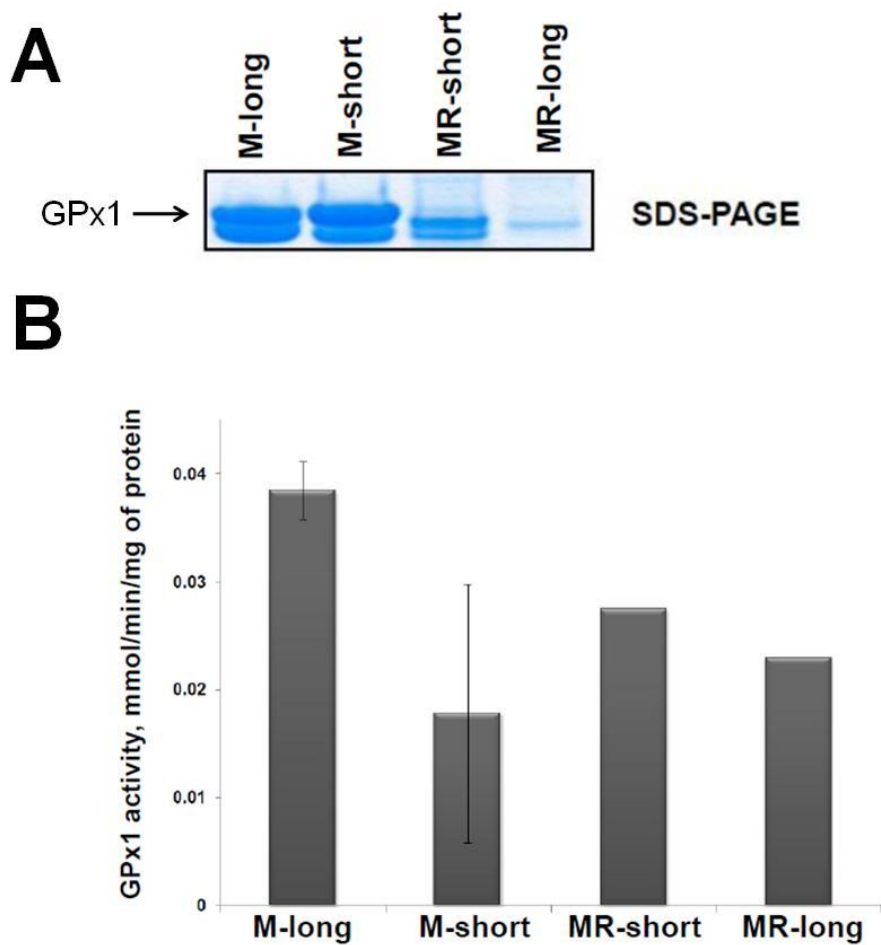 A
M-long
M-short
MR-short
MR-long
GPx1
SDS-PAGE
B
GPx1 activity, mmol/min/mg of protein
0.04
0.03
0.02
0.01
0
M-long
M-short
MR-short
MR-long